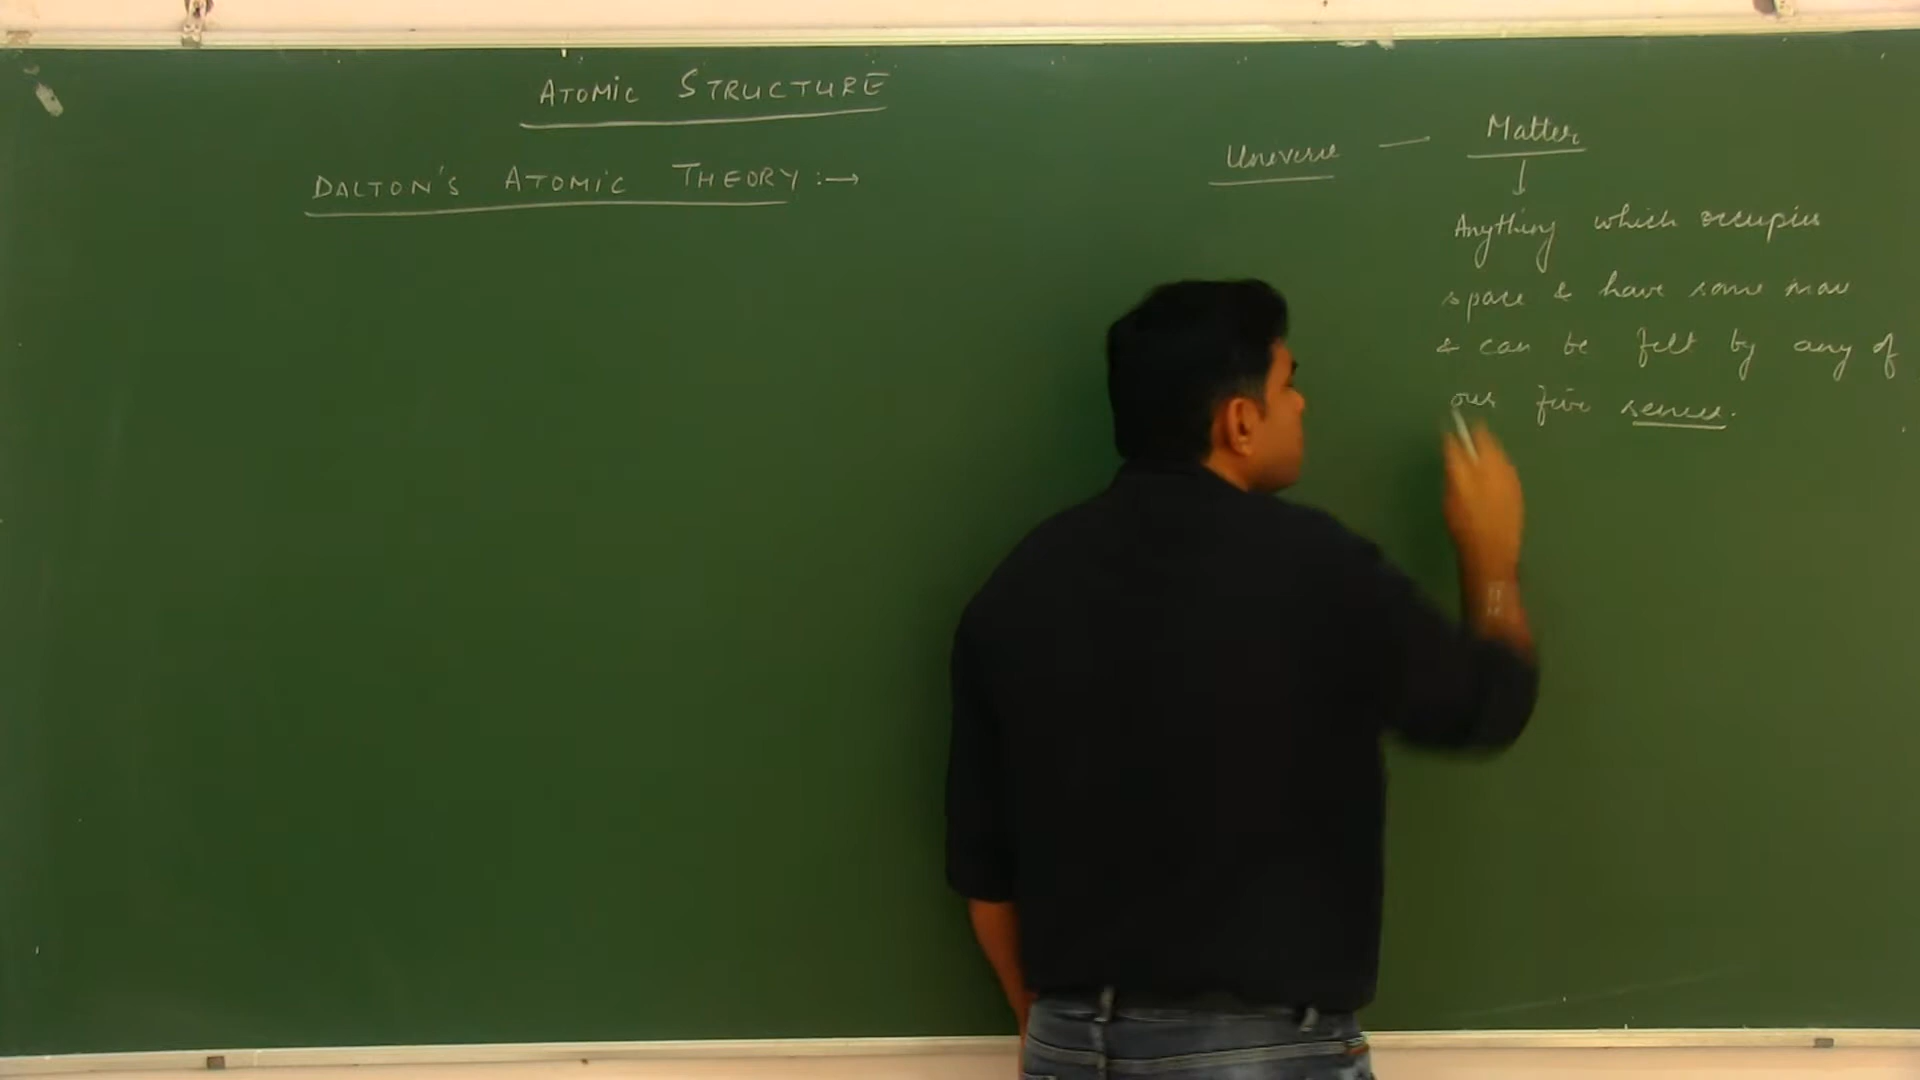 ATOMIC STRUCTURE
DALTON'S ATOMIC THEORY :→
Universe — Matter
↓
Anything which occupies
space & have some mass
& can be felt by any of
our five senses.